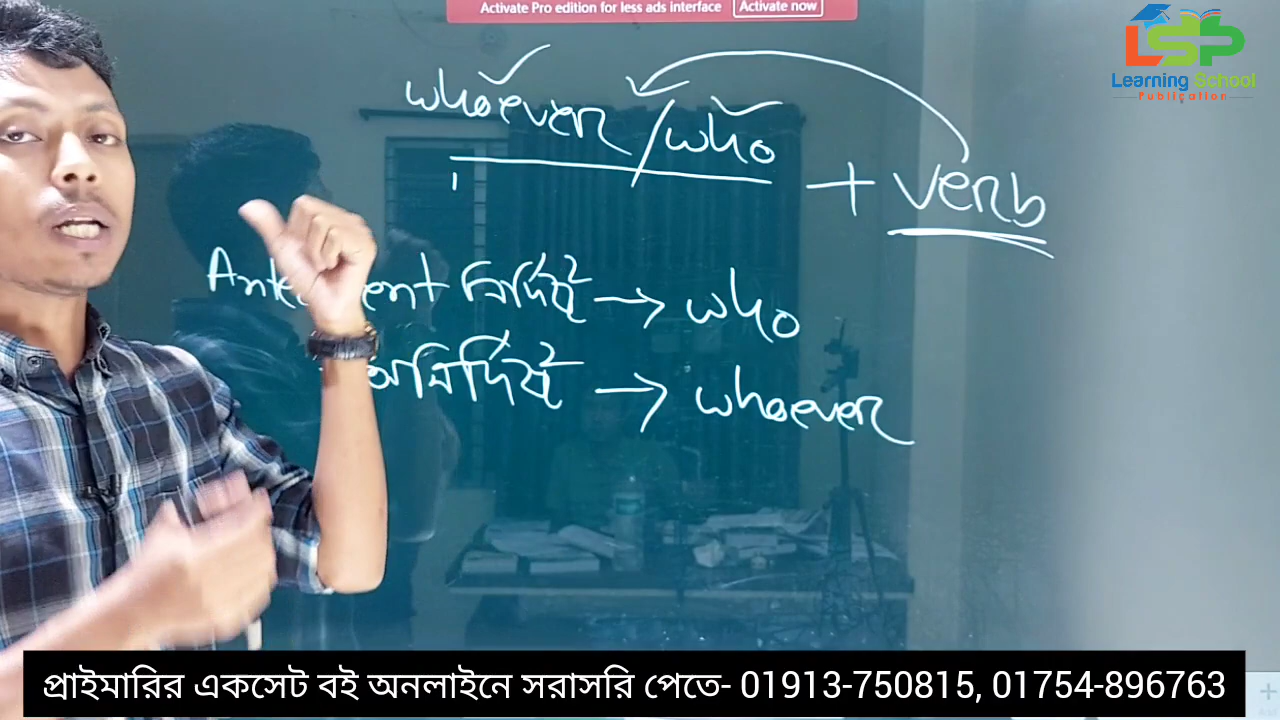 Activate Pro edition for less ads interface Activate now
LSP
Learning School
Publication
whoever / who + verb
নির্দিষ্ট → who
অনির্দিষ্ট → whoever
প্রাইমারির একসেট বই অনলাইনে সরাসরি পেতে- 01913-750815, 01754-896763